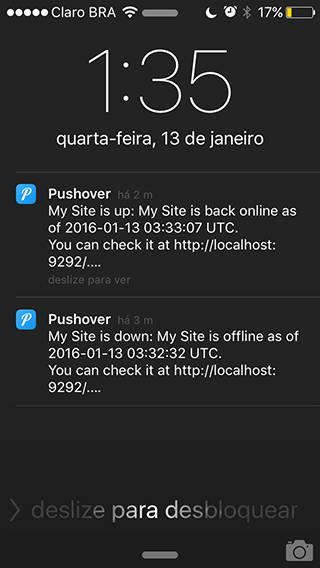 Claro BRA 17%
1:35
quarta-feira, 13 de janeiro
Pushover há 2 m
My Site is up: My Site is back online as
of 2016-01-13 03:33:07 UTC.
You can check it at http://localhost:
9292/....
deslize para ver
Pushover há 3 m
My Site is down: My Site is offline as of
2016-01-13 03:32:32 UTC.
You can check it at http://localhost:
9292/....
deslize para desbloquear